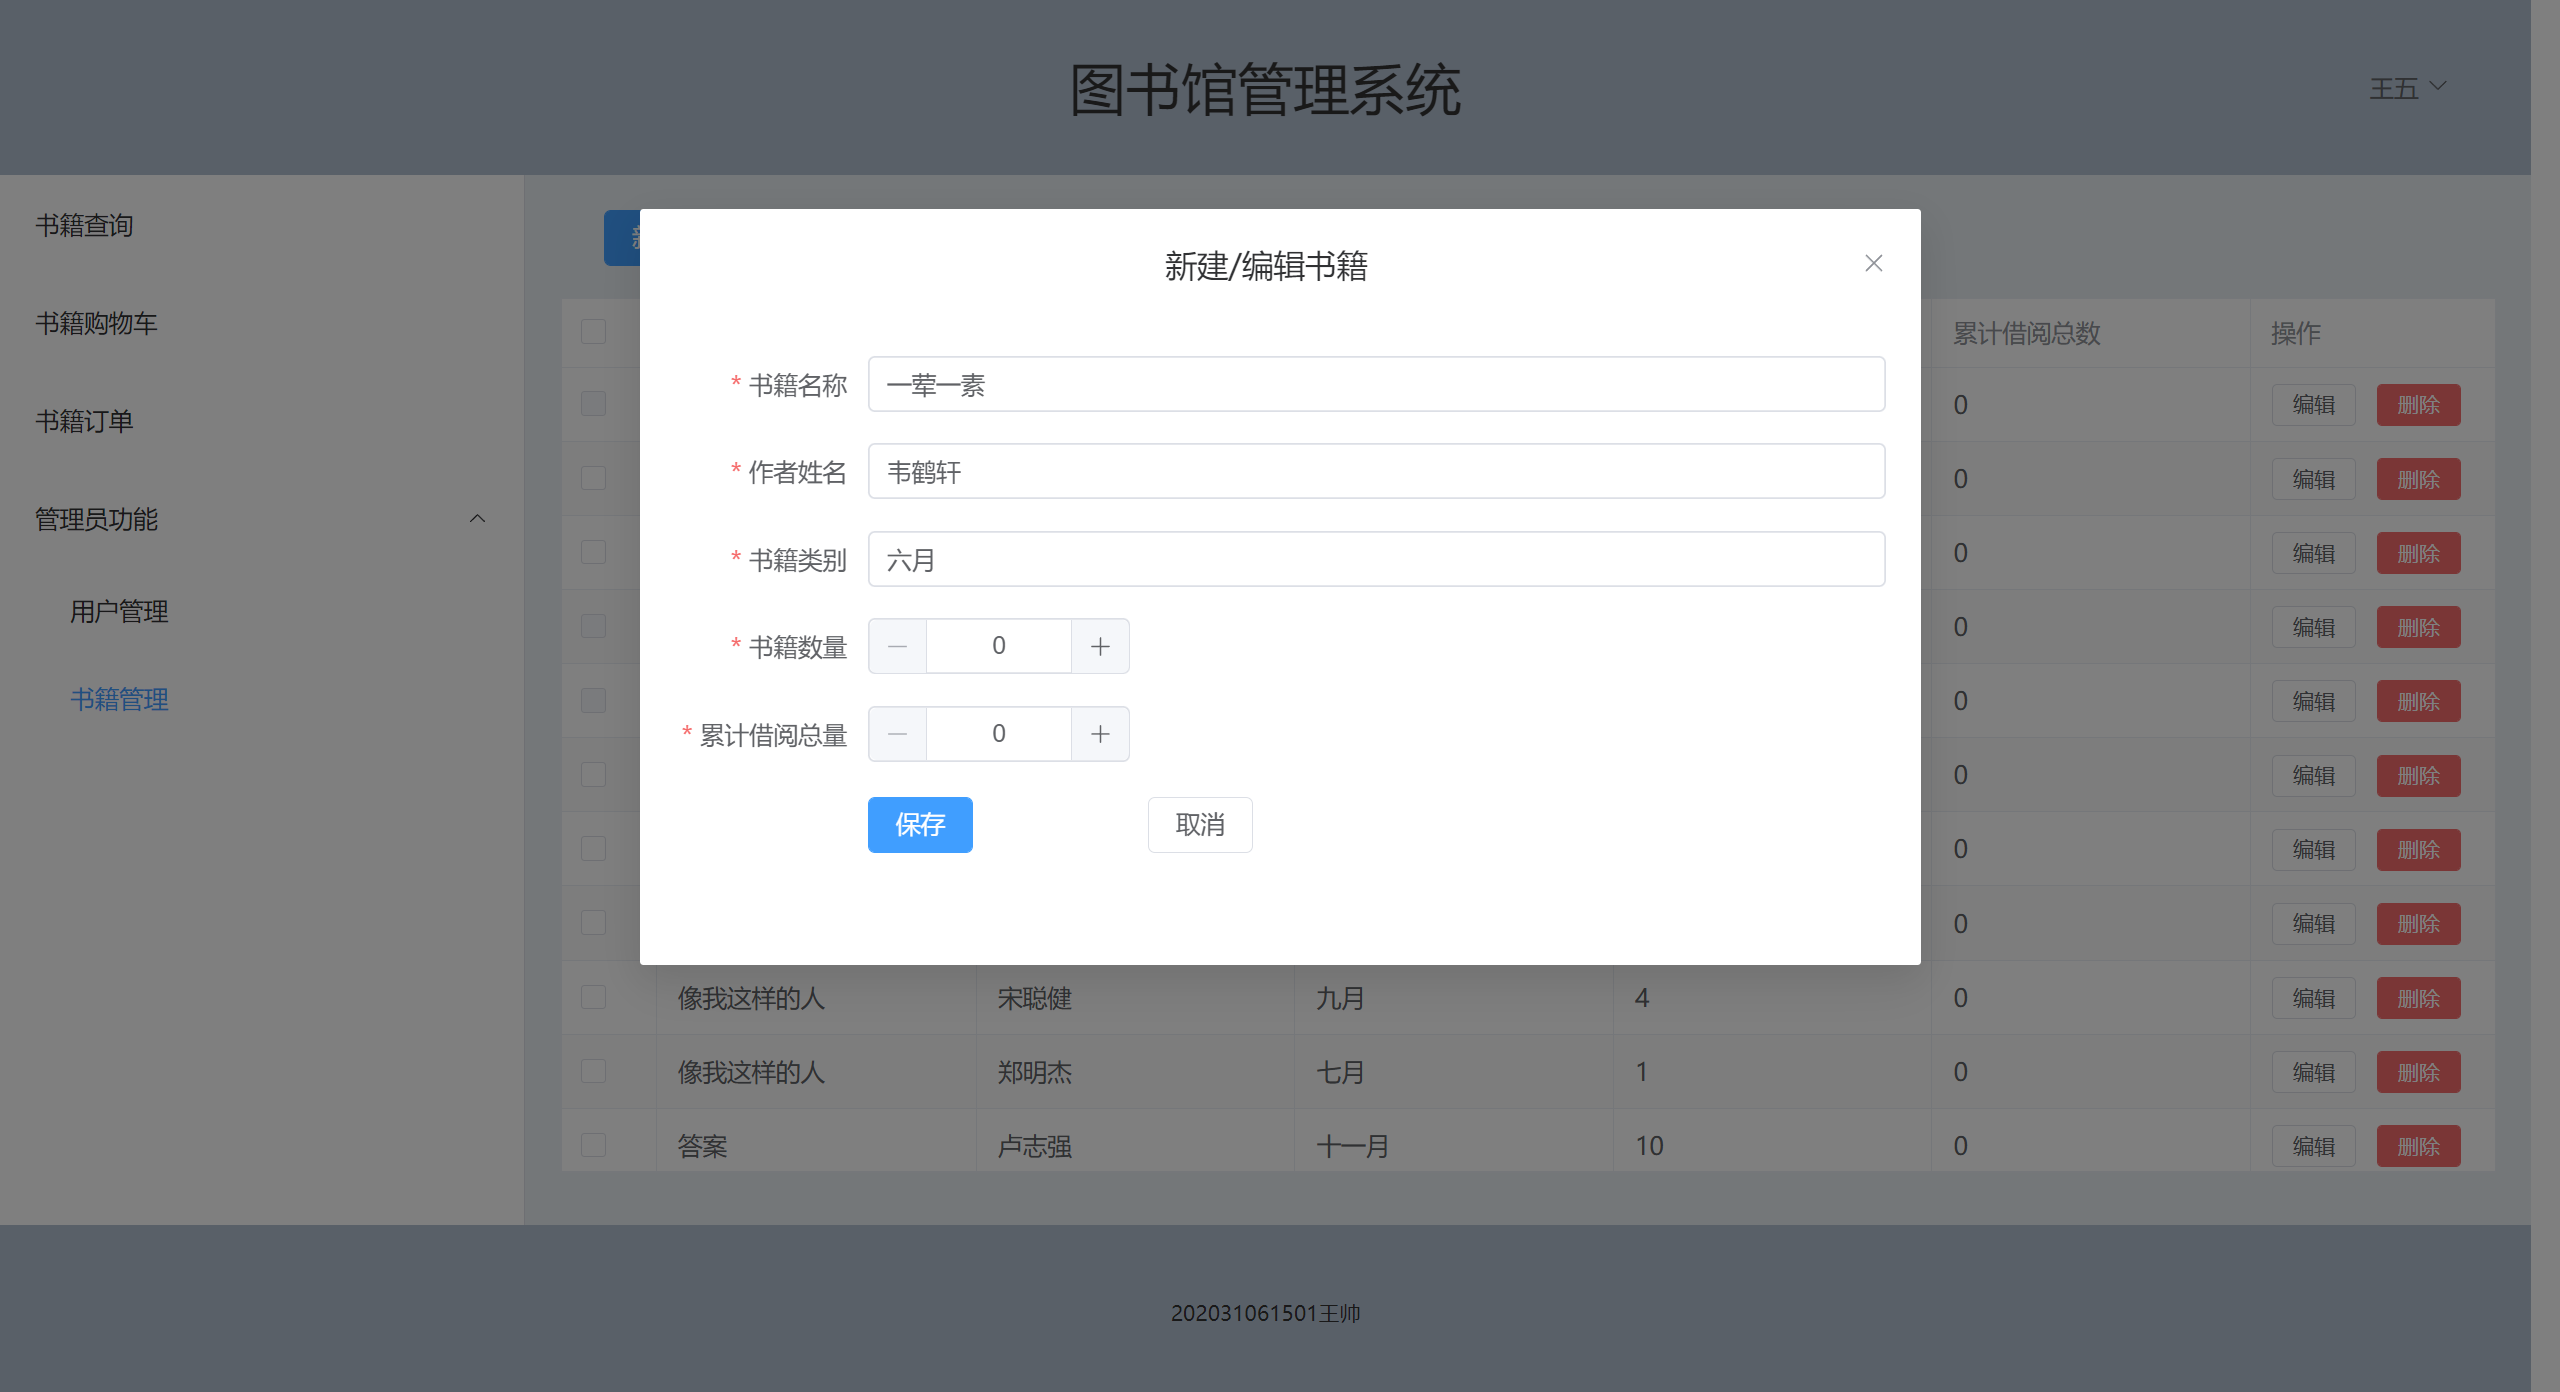 图书馆管理系统
王五
书籍查询
书籍购物车
书籍订单
管理员功能
用户管理
书籍管理
新建/编辑书籍
* 书籍名称 一荤一素
* 作者姓名 韦鹤轩
* 书籍类别 六月
* 书籍数量 0
* 累计借阅总量 0
保存 取消
累计借阅总数 操作
0 编辑 删除
0 编辑 删除
0 编辑 删除
0 编辑 删除
0 编辑 删除
0 编辑 删除
0 编辑 删除
0 编辑 删除
像我这样的人 宋聪健 九月 4 0 编辑 删除
像我这样的人 郑明杰 七月 1 0 编辑 删除
答案 卢志强 十一月 10 0 编辑 删除
202031061501王帅